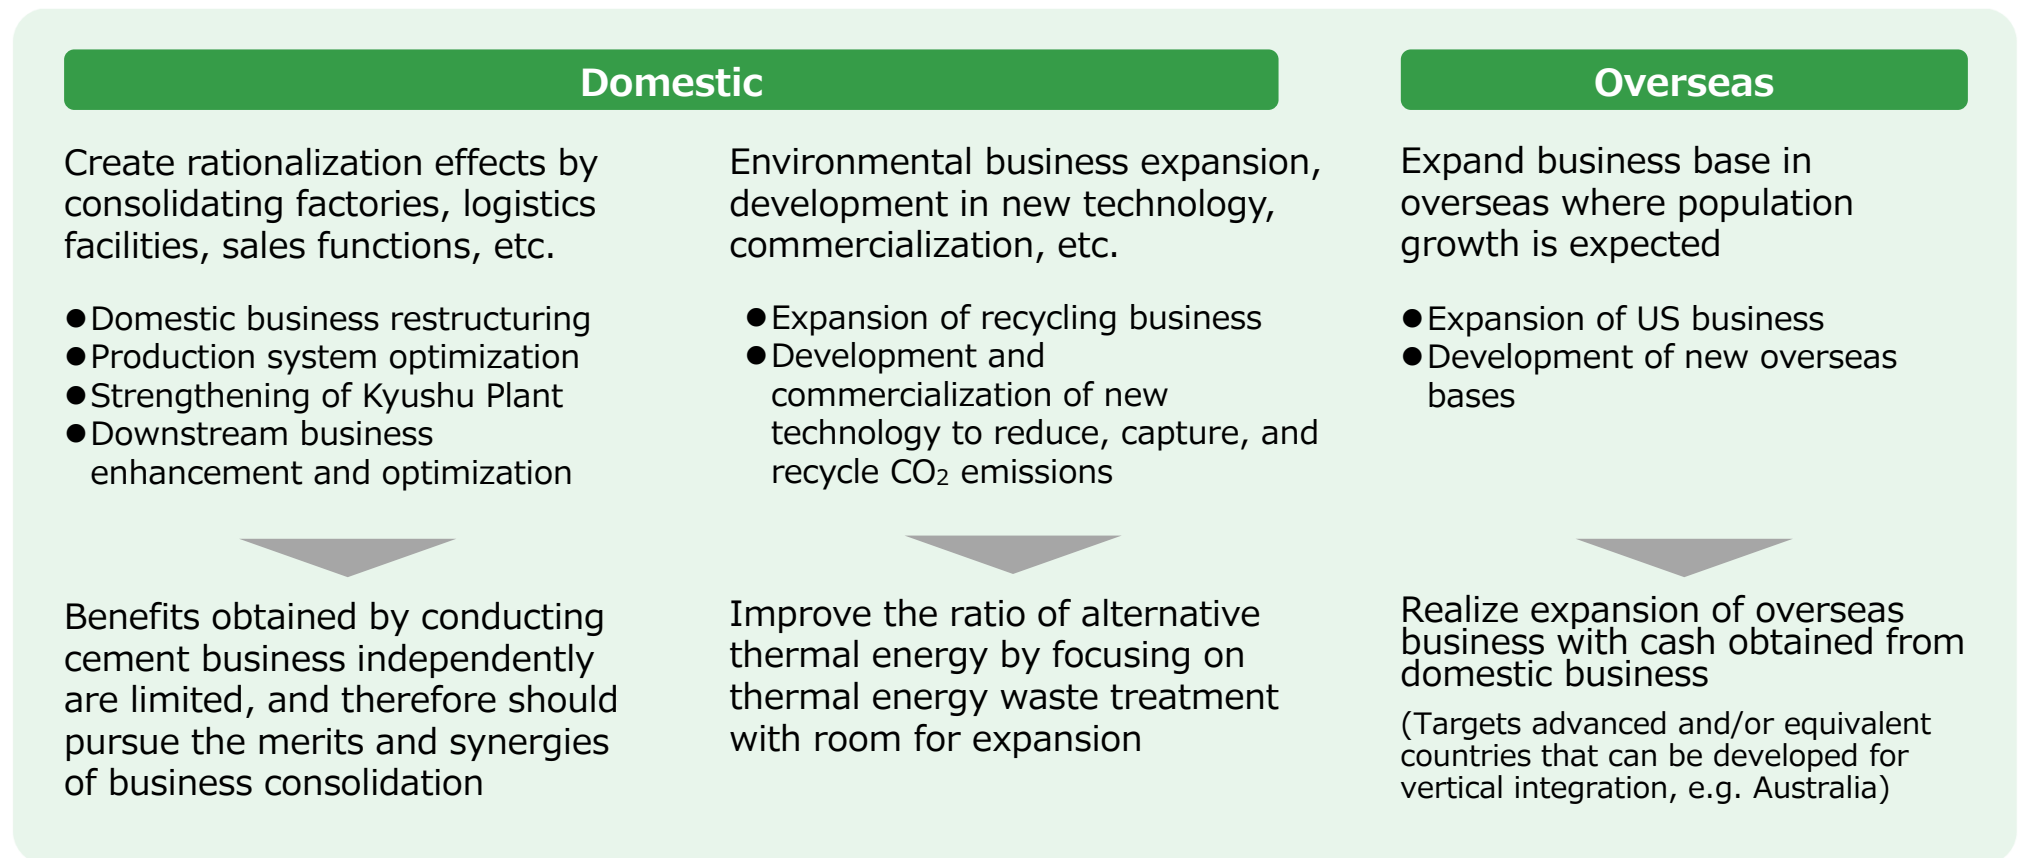 Domestic
Create rationalization effects by
consolidating factories, logistics
facilities, sales functions, etc.
●Domestic business restructuring
●Production system optimization
●Strengthening of Kyushu Plant
●Downstream business
enhancement and optimization
Benefits obtained by conducting
cement business independently
are limited, and therefore should
pursue the merits and synergies
of business consolidation
Environmental business expansion,
development in new technology,
commercialization, etc.
●Expansion of recycling business
●Development and
commercialization of new
technology to reduce, capture, and
recycle CO₂ emissions
Improve the ratio of alternative
thermal energy by focusing on
thermal energy waste treatment
with room for expansion
Overseas
Expand business base in
overseas where population
growth is expected
●Expansion of US business
●Development of new overseas
bases
Realize expansion of overseas
business with cash obtained from
domestic business
(Targets advanced and/or equivalent
countries that can be developed for
vertical integration, e.g. Australia)